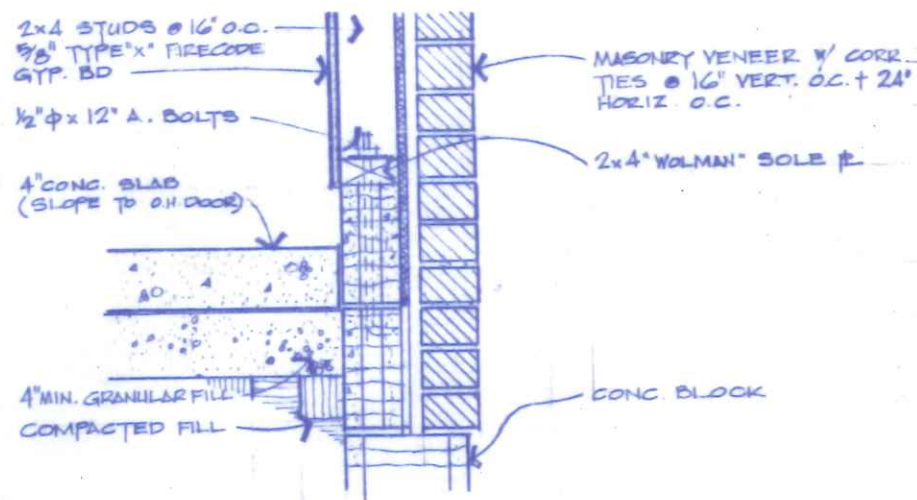 2x4 STUDS @ 16" O.C.
5/8" TYPE "X" FIRECODE
GYP. BD
1/2" φ x 12" A. BOLTS
4" CONC. SLAB
(SLOPE TO O.H. DOOR)
4" MIN. GRANULAR FILL
COMPACTED FILL
MASONRY VENEER W/ CORR.
TIES @ 16" VERT. O.C. + 24"
HORIZ. O.C.
2x4 "WOLMAN" SOLE PL
CONC. BLOCK